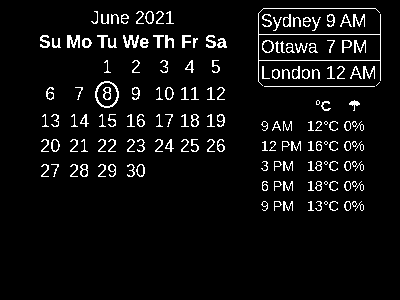 June 2021
Su Mo Tu We Th Fr Sa
1 2 3 4 5
6 7 8 9 10 11 12
13 14 15 16 17 18 19
20 21 22 23 24 25 26
27 28 29 30
Sydney 9 AM
Ottawa 7 PM
London 12 AM
°C
9 AM 12°C 0%
12 PM 16°C 0%
3 PM 18°C 0%
6 PM 18°C 0%
9 PM 13°C 0%